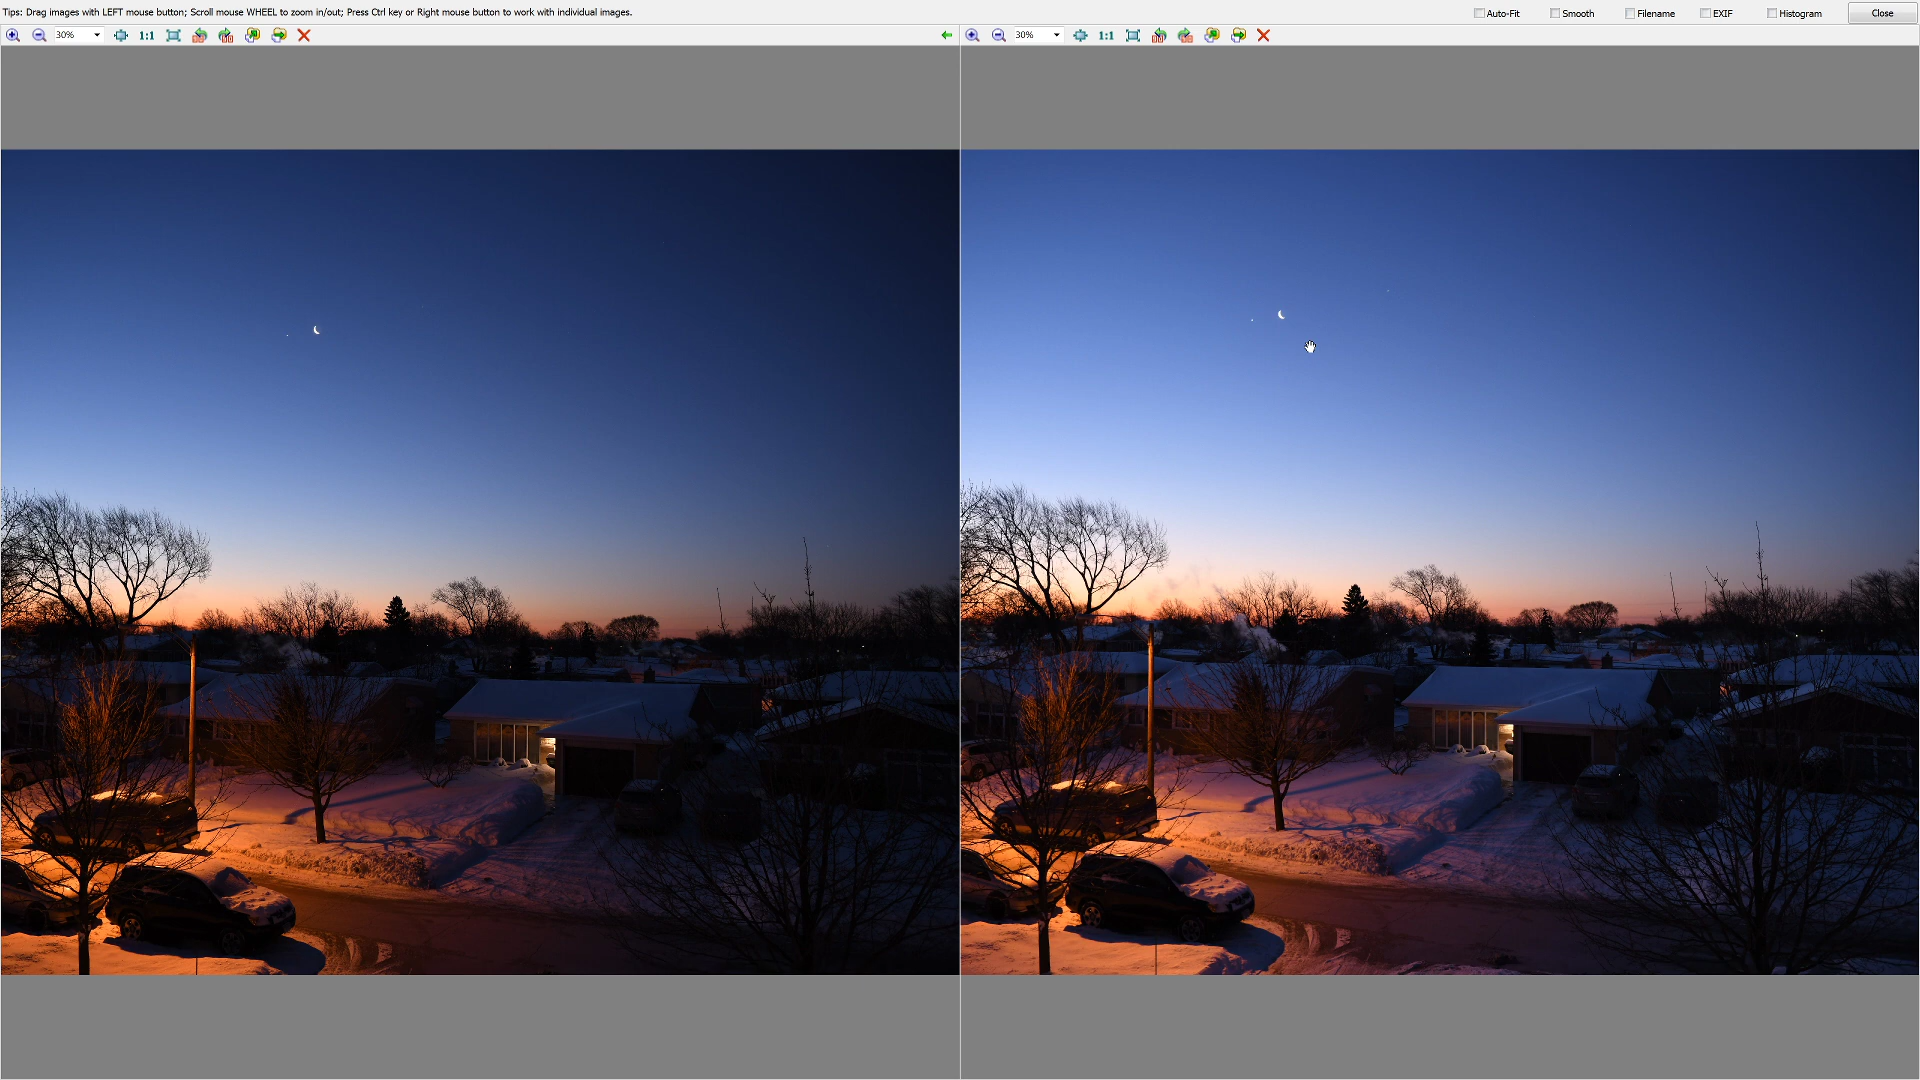 Tips: Drag images with LEFT mouse button; Scroll mouse WHEEL to zoom in/out; Press Ctrl key or Right mouse button to work with individual images.
Auto-Fit Smooth Filename EXIF Histogram Close
30% 1:1 30% 1:1